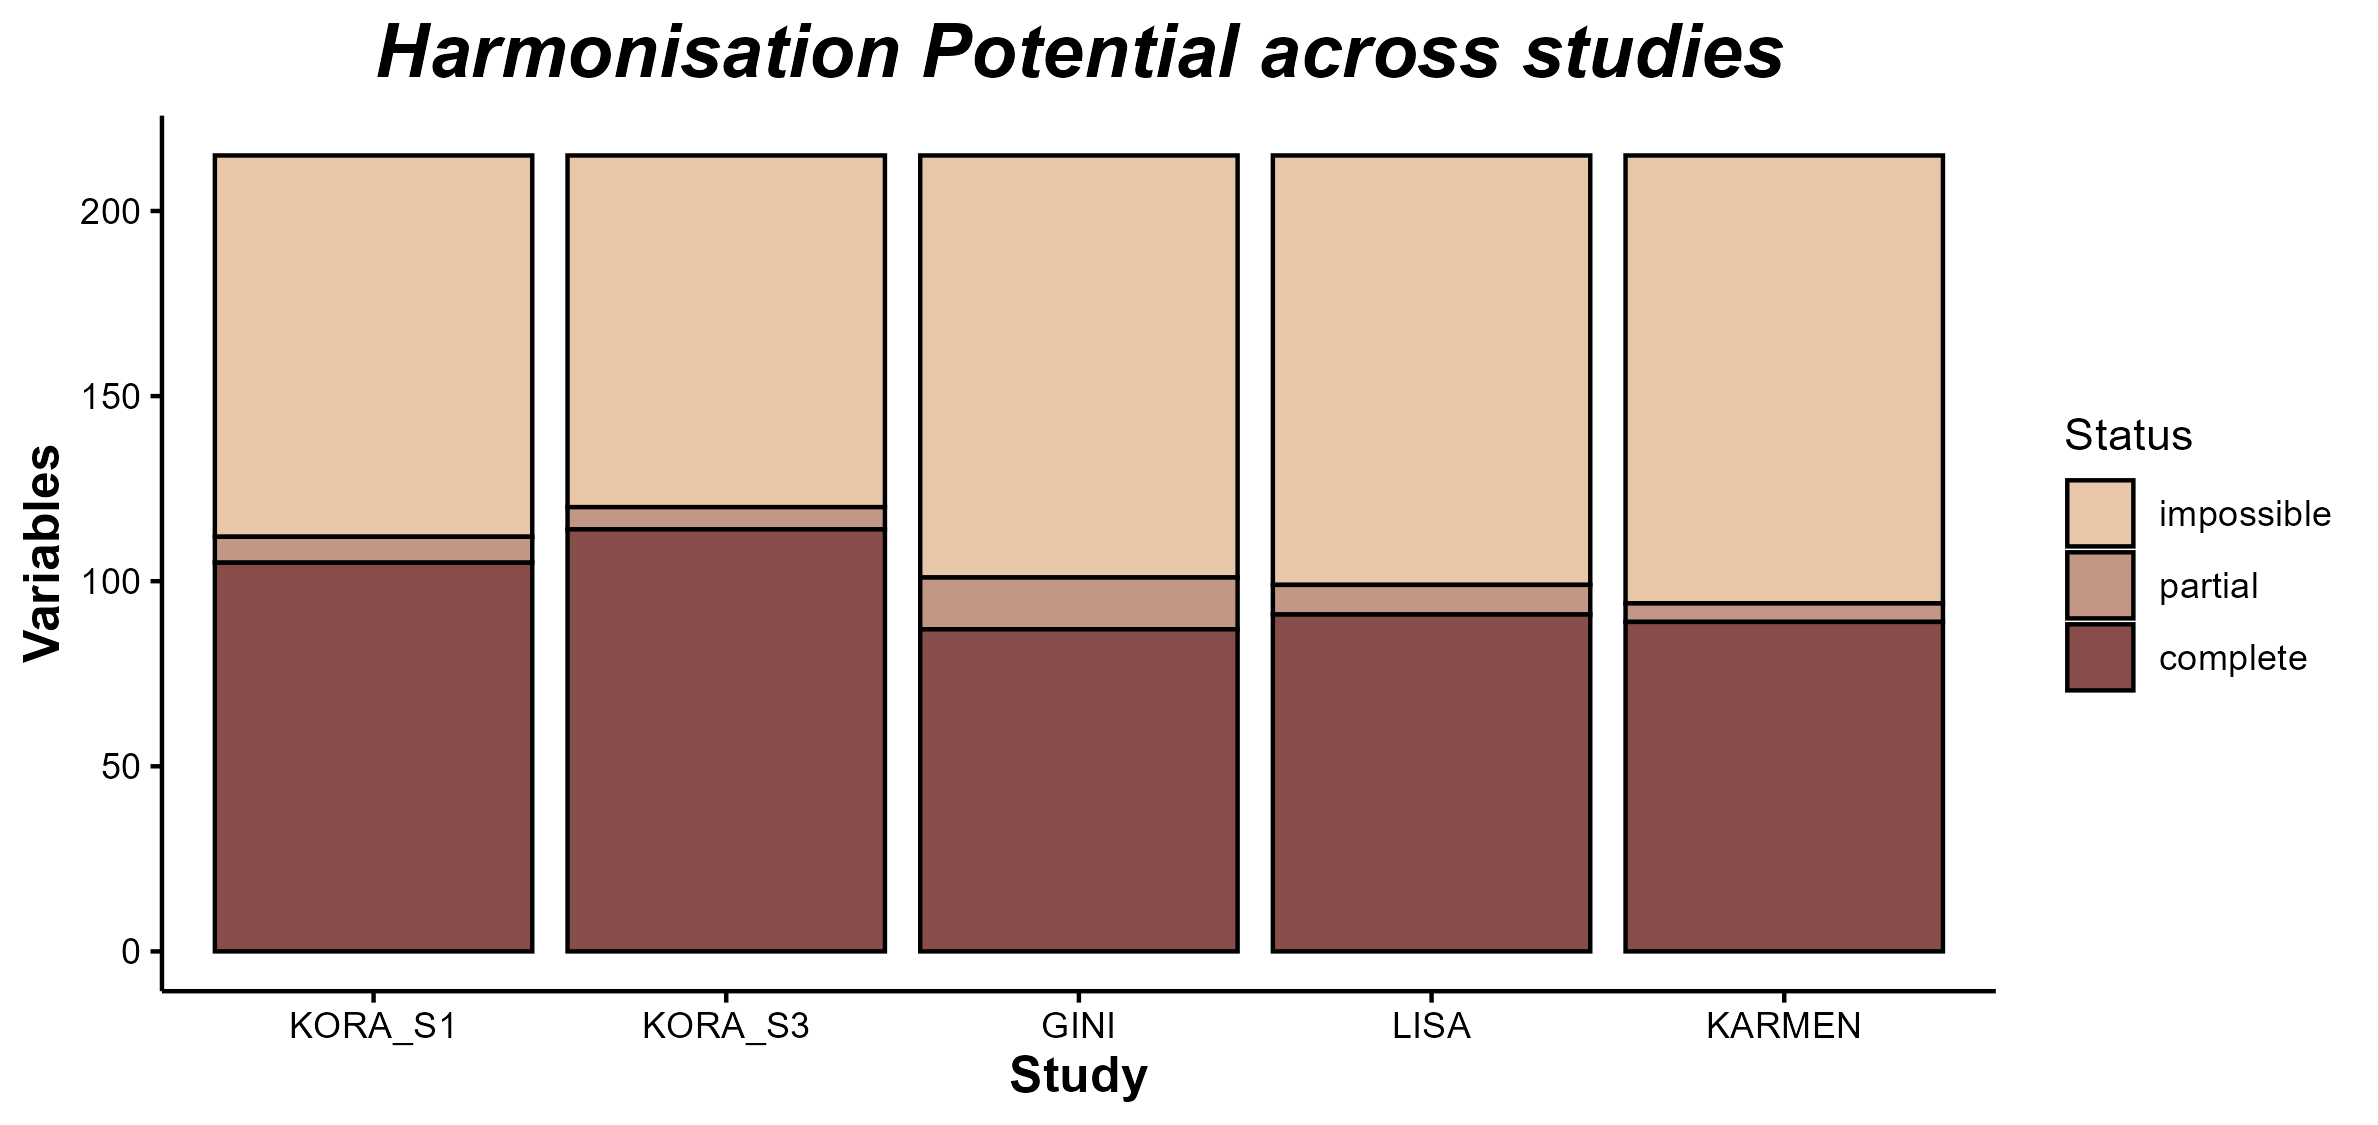 Harmonisation Potential across studies
Variables
200
150
100
50
0
KORA_S1
KORA_S3
GINI
LISA
KARMEN
Study
Status
impossible
partial
complete